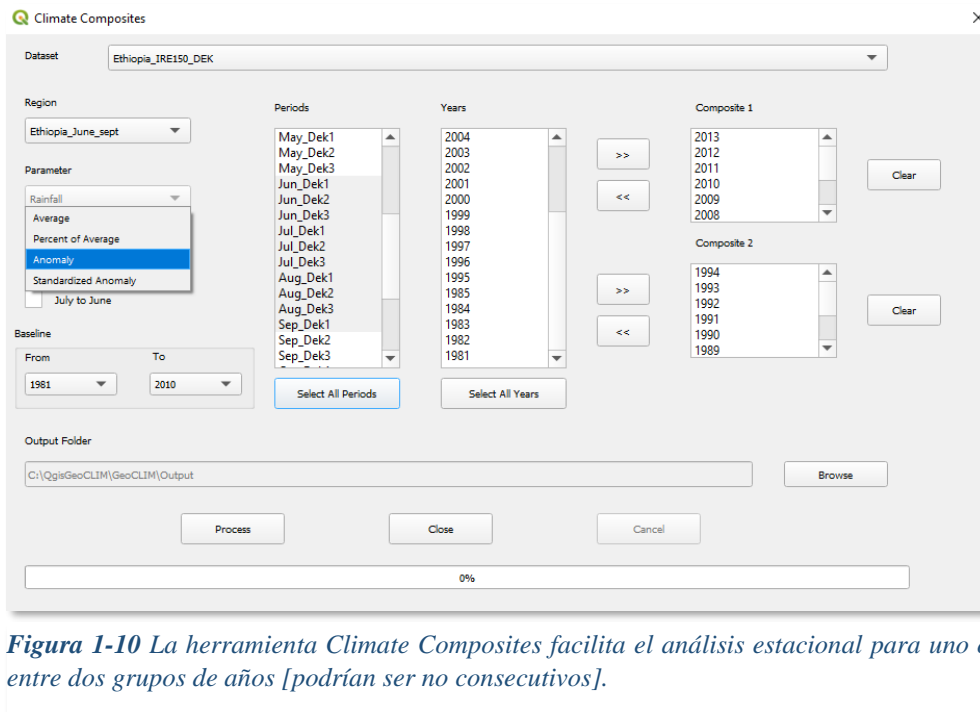 Climate Composites
Dataset
Ethiopia_IRE150_DEK
Region
Ethiopia_June_sept
Parameter
Rainfall
Average
Percent of Average
Anomaly
Standardized Anomaly
July to June
Baseline
From
To
1981
2010
Periods
May_Dek1
May_Dek2
May_Dek3
Jun_Dek1
Jun_Dek2
Jun_Dek3
Jul_Dek1
Jul_Dek2
Jul_Dek3
Aug_Dek1
Aug_Dek2
Aug_Dek3
Sep_Dek1
Sep_Dek2
Sep_Dek3
Select All Periods
Years
2004
2003
2002
2001
2000
1999
1998
1997
1996
1995
1985
1984
1983
1982
1981
Select All Years
>>
<<
>>
<<
Composite 1
2013
2012
2011
2010
2009
2008
Clear
Composite 2
1994
1993
1992
1991
1990
1989
Clear
Output Folder
C:\QgisGeoCLIM\GeoCLIM\Output
Browse
Process
Close
Cancel
0%
Figura 1-10 La herramienta Climate Composites facilita el análisis estacional para uno
entre dos grupos de años [podrían ser no consecutivos].